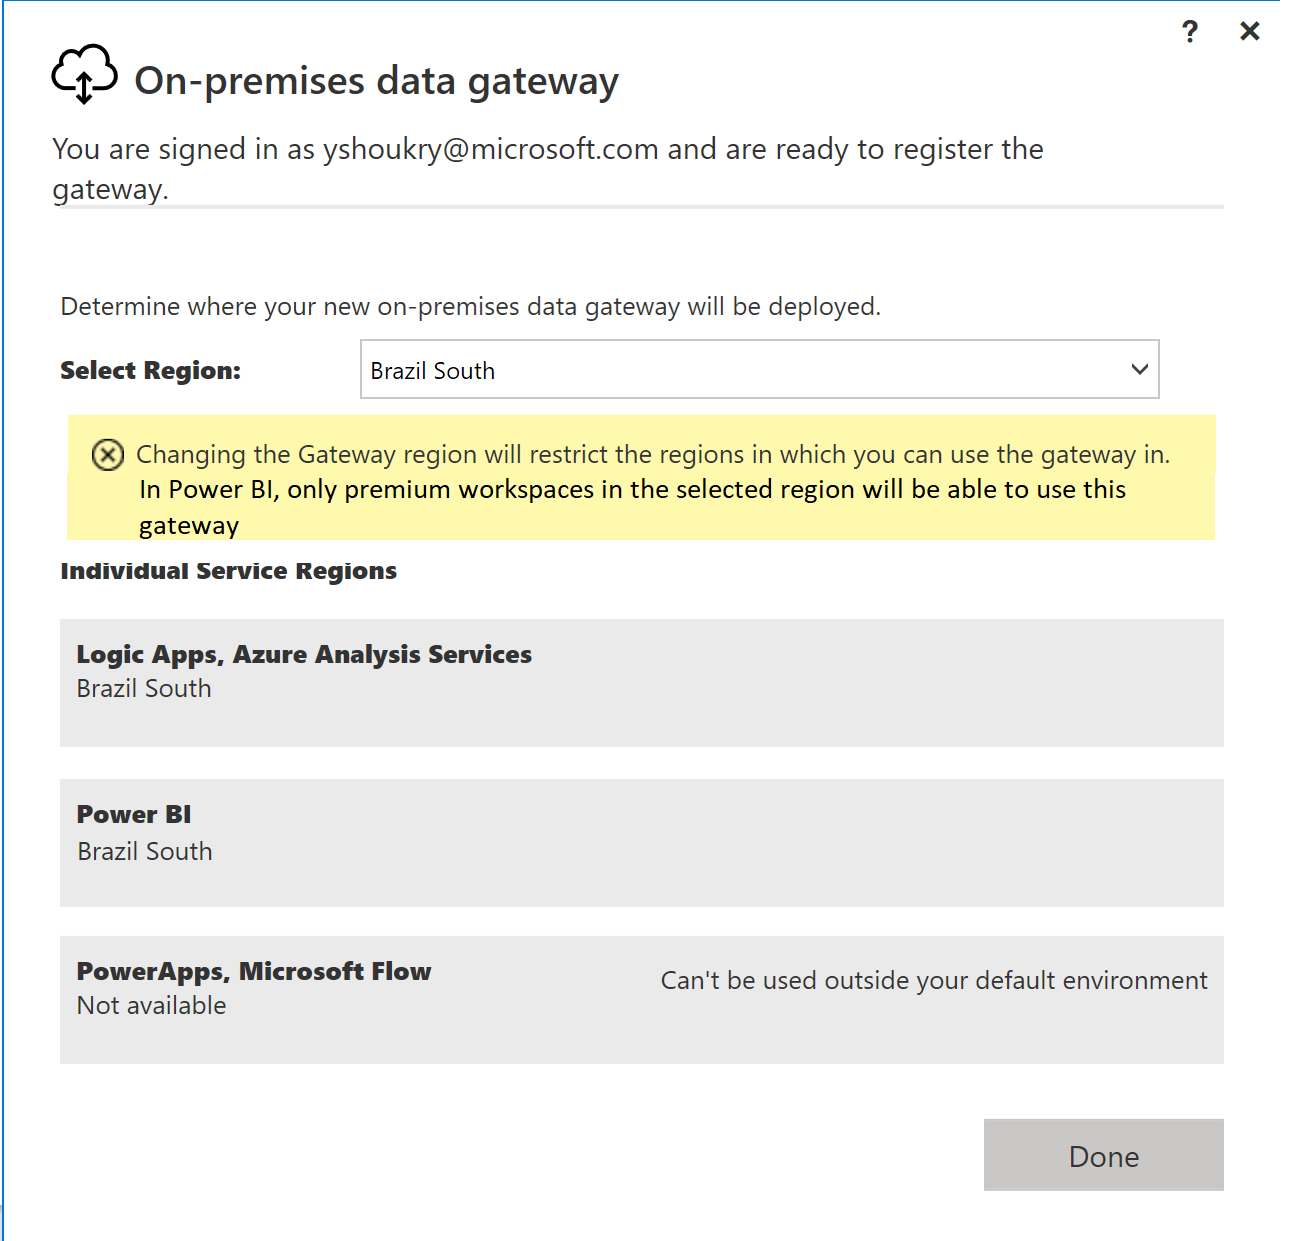 ?
On-premises data gateway
You are signed in as yshoukry@microsoft.com and are ready to register the
gateway.
Determine where your new on-premises data gateway will be deployed.
Select Region: Brazil South
Changing the Gateway region will restrict the regions in which you can use the gateway in.
In Power BI, only premium workspaces in the selected region will be able to use this
gateway
Individual Service Regions
Logic Apps, Azure Analysis Services
Brazil South
Power BI
Brazil South
PowerApps, Microsoft Flow
Can't be used outside your default environment
Not available
Done